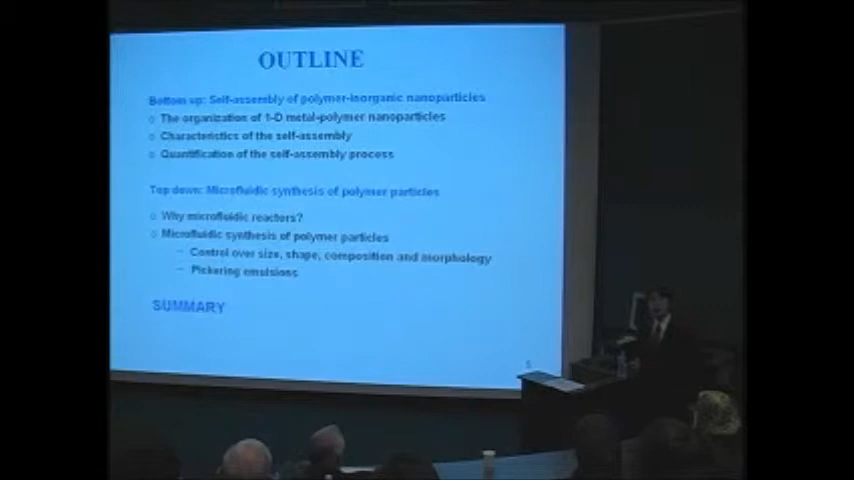 OUTLINE
Bottom up: Self-assembly of polymer-inorganic nanoparticles
o The organization of 1-D metal-polymer nanoparticles
o Characteristics of the self-assembly
o Quantification of the self-assembly process
Top down: Microfluidic synthesis of polymer particles
o Why microfluidic reactors?
o Microfluidic synthesis of polymer particles
– Control over size, shape, composition and morphology
– Pickering emulsions
SUMMARY